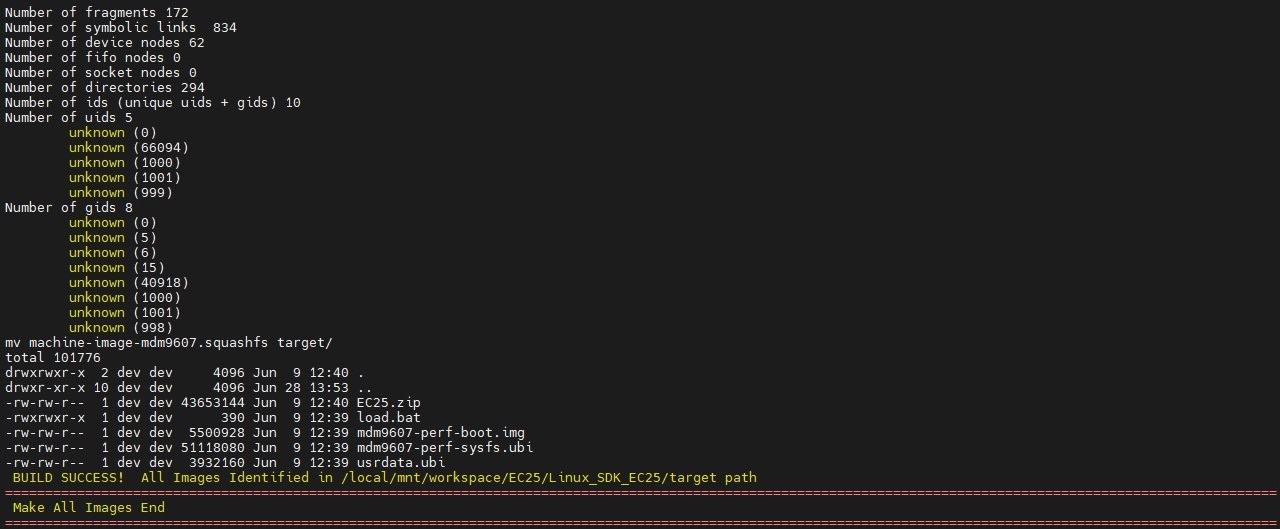 Number of fragments 172
Number of symbolic links  834
Number of device nodes 62
Number of fifo nodes 0
Number of socket nodes 0
Number of directories 294
Number of ids (unique uids + gids) 10
Number of uids 5
        unknown (0)
        unknown (66094)
        unknown (1000)
        unknown (1001)
        unknown (999)
Number of gids 8
        unknown (0)
        unknown (5)
        unknown (6)
        unknown (15)
        unknown (40918)
        unknown (1000)
        unknown (1001)
        unknown (998)
mv machine-image-mdm9607.squashfs target/
total 101776
drwxrwxr-x  2 dev dev     4096 Jun  9 12:40 .
drwxr-xr-x 10 dev dev     4096 Jun 28 13:53 ..
-rw-rw-r--  1 dev dev 43653144 Jun  9 12:40 EC25.zip
-rwxrwxr-x  1 dev dev      390 Jun  9 12:39 load.bat
-rw-rw-r--  1 dev dev  5500928 Jun  9 12:39 mdm9607-perf-boot.img
-rw-rw-r--  1 dev dev 51118080 Jun  9 12:39 mdm9607-perf-sysfs.ubi
-rw-rw-r--  1 dev dev  3932160 Jun  9 12:39 usrdata.ubi
 BUILD SUCCESS!  All Images Identified in /local/mnt/workspace/EC25/Linux_SDK_EC25/target path
===============================================================================================================================================================
 Make All Images End
===============================================================================================================================================================